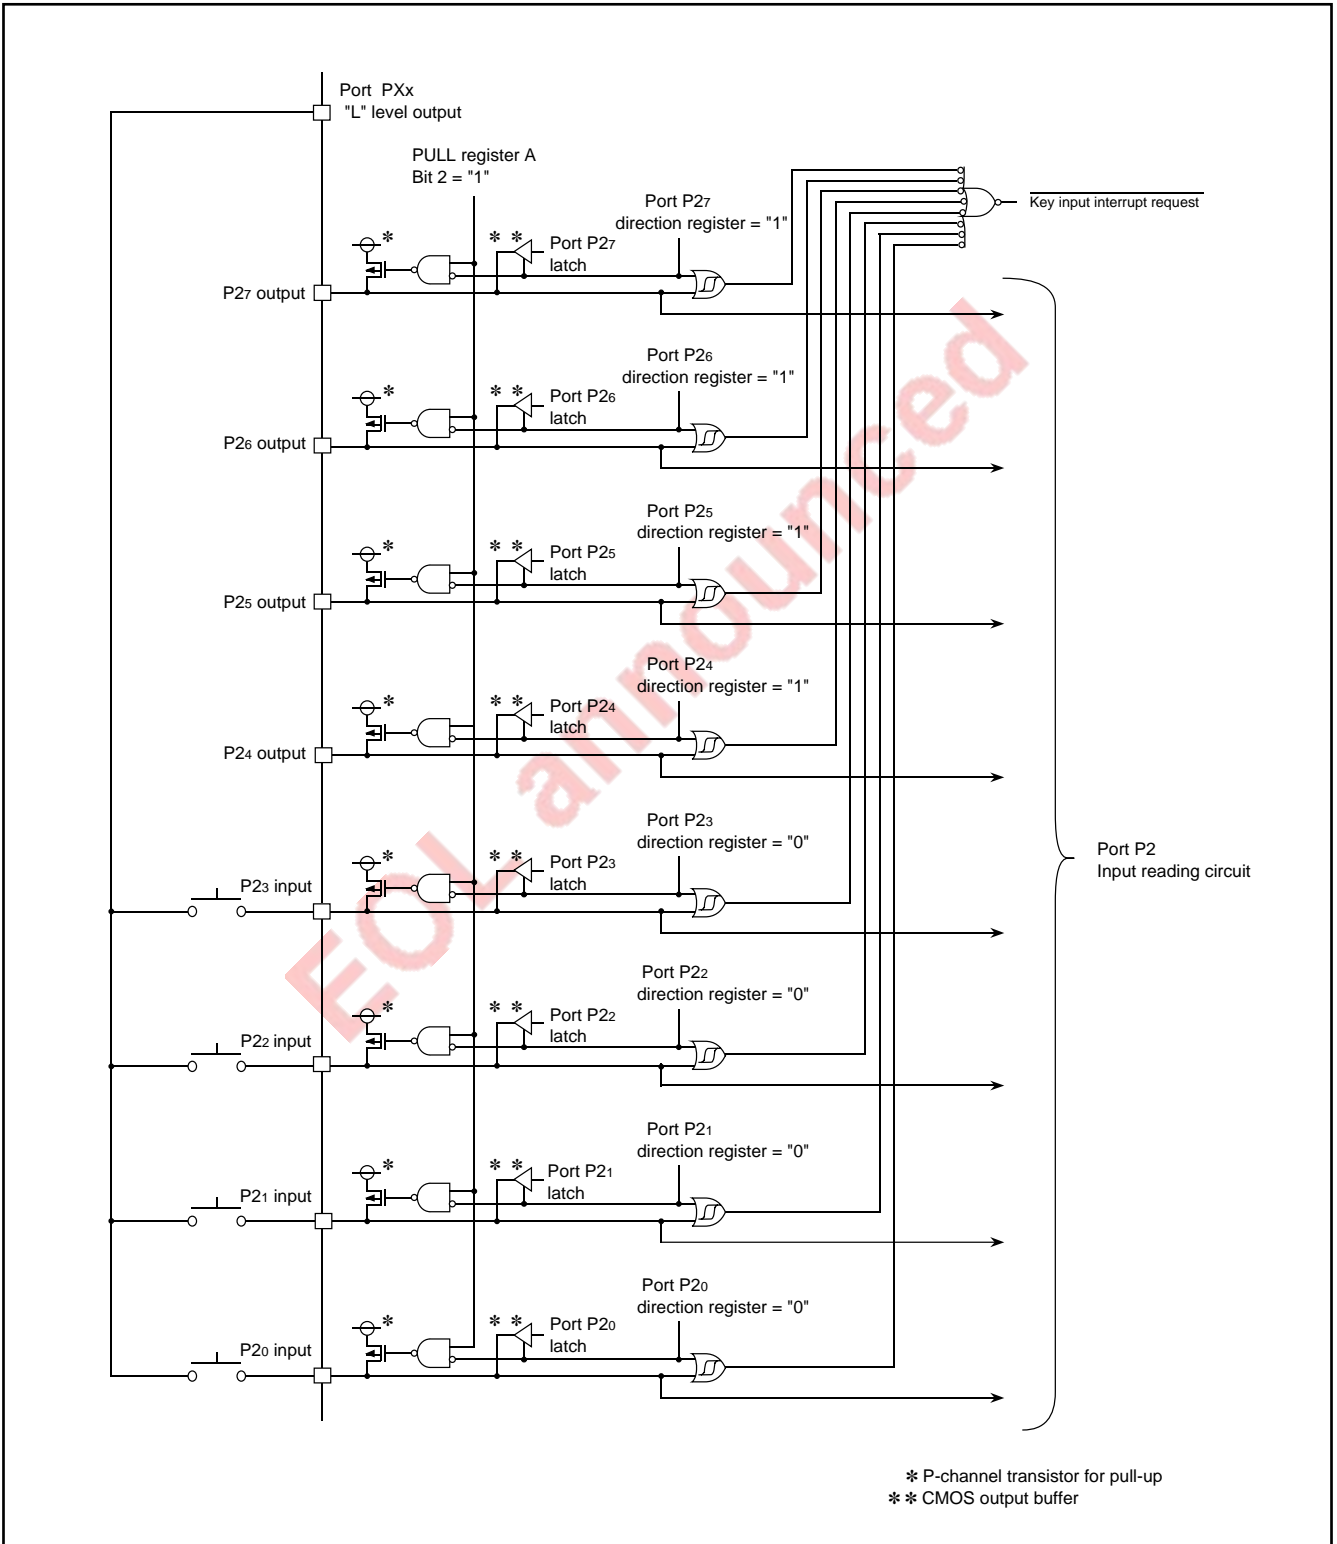 Port PXx
"L" level output
PULL register A
Bit 2 = "1"
Key input interrupt request
Port P27
direction register = "1"
* * Port P27
latch
*
P27 output
Port P26
direction register = "1"
* * Port P26
latch
*
P26 output
Port P25
direction register = "1"
* * Port P25
latch
*
P25 output
Port P24
direction register = "1"
* * Port P24
latch
*
P24 output
Port P23
direction register = "0"
* * Port P23
latch
*
P23 input
Port P2
Input reading circuit
Port P22
direction register = "0"
* * Port P22
latch
*
P22 input
Port P21
direction register = "0"
* * Port P21
latch
*
P21 input
Port P20
direction register = "0"
* * Port P20
latch
*
P20 input
* P-channel transistor for pull-up
* * CMOS output buffer
EOL announced